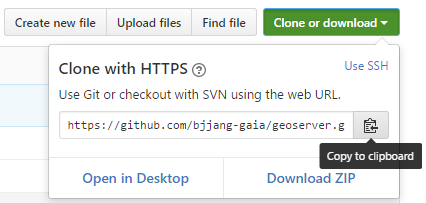 Create new file Upload files Find file Clone or download
Clone with HTTPS ? Use SSH
Use Git or checkout with SVN using the web URL.
https://github.com/bjjang-gaia/geoserver.g
Copy to clipboard
Open in Desktop Download ZIP